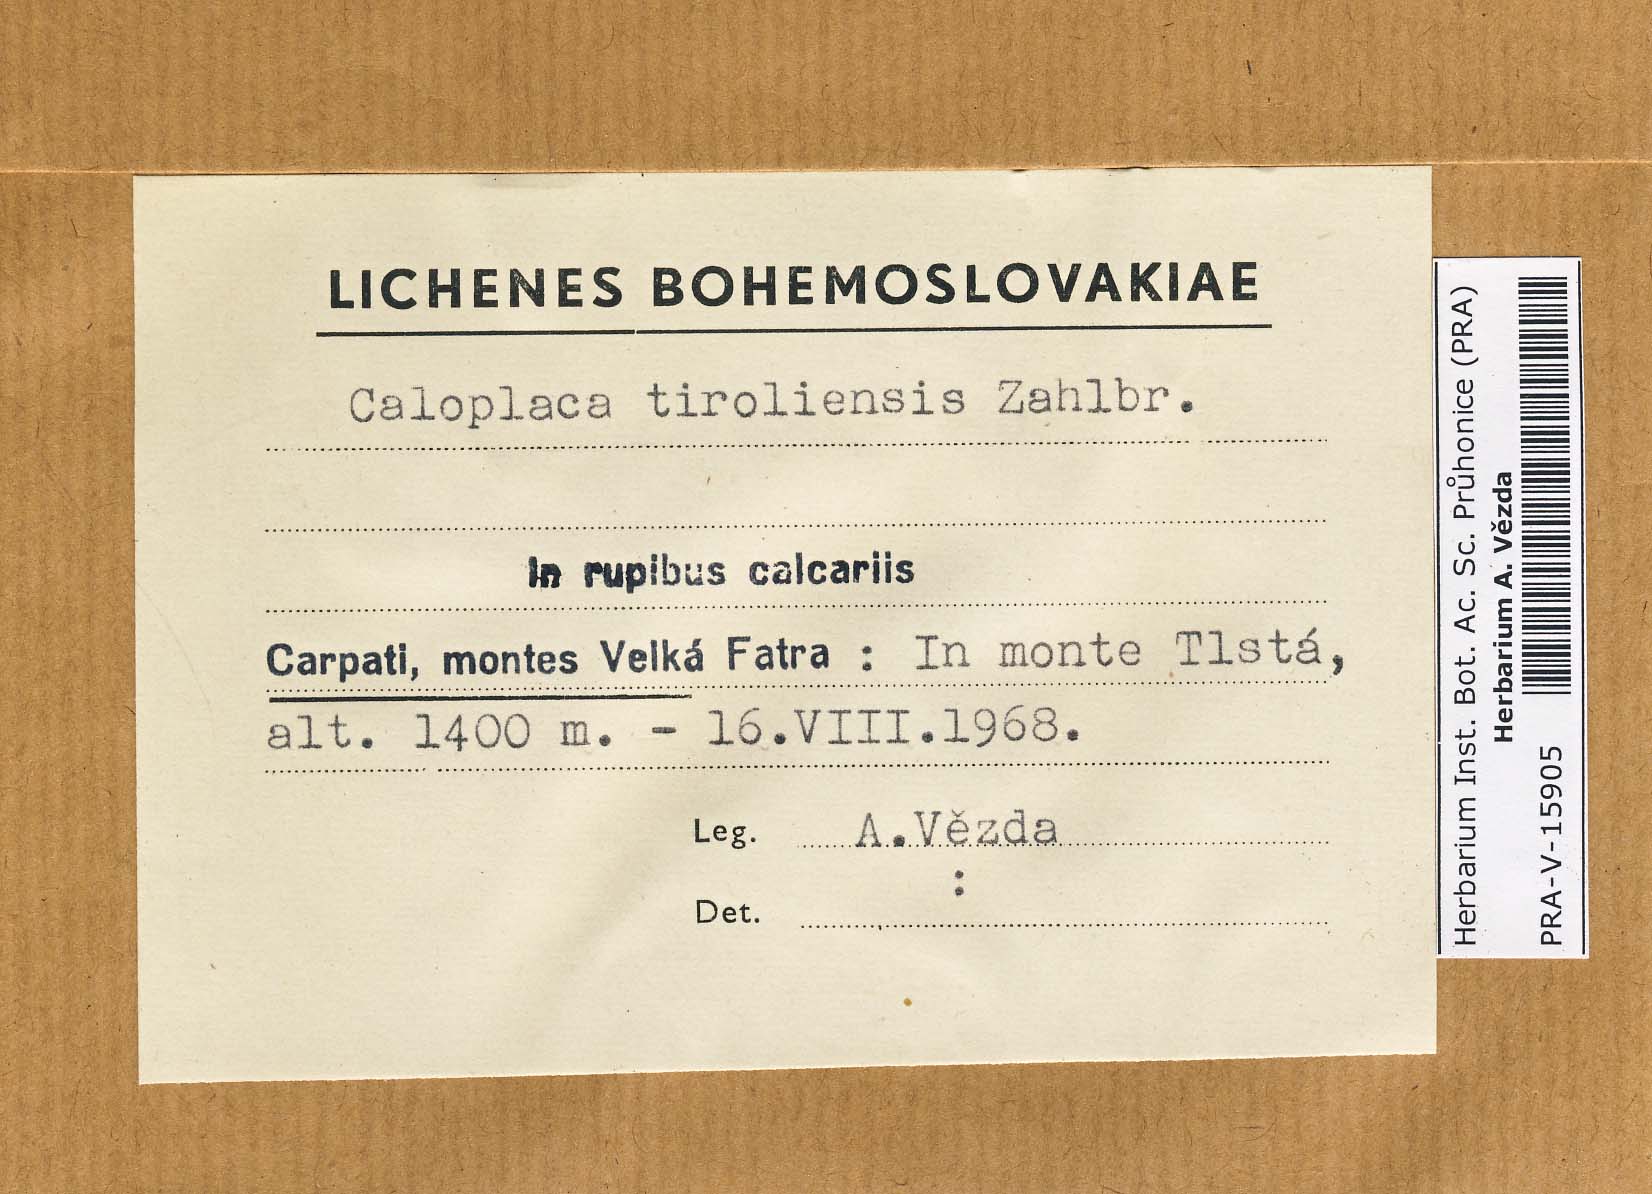 LICHENES BOHEMOSLOVAKIAE
Caloplaca tiroliensis Zahlbr.
In rupibus calcariis
Carpati, montes Velká Fatra : In monte Tlstá,
alt. 1400 m. - 16.VIII.1968.
Leg. A.Vězda
Det. :
Herbarium Inst. Bot. Ac. Sc. Průhonice (PRA)
Herbarium A. Vězda
PRA-V-15905